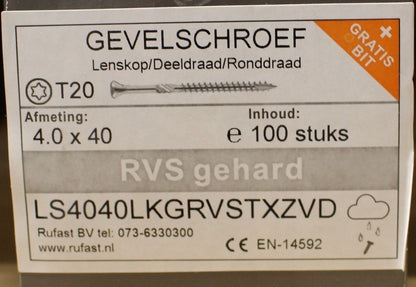 GEVELSCHROEF
+
GRATIS
BIT
Lenskop/Deeldraad/Ronddraad
T20
Afmeting:
Inhoud:
4.0 x 40
℮ 100 stuks
RVS gehard
LS4040LKGRVSTXZVD
Rufast BV tel: 073-6330300
www.rufast.nl
CE EN-14592